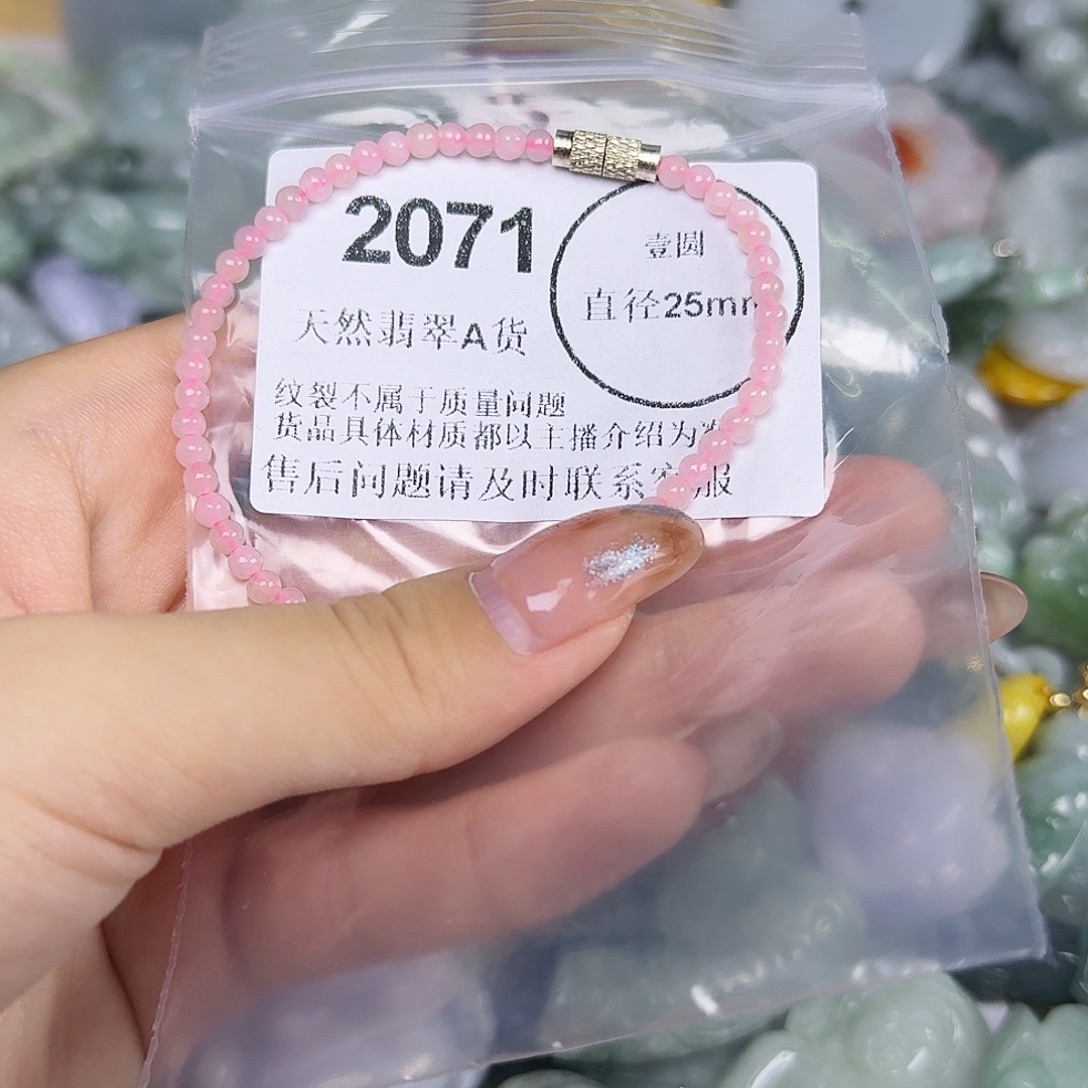 2071
壹圆
直径25mm
天然翡翠A货
纹裂不属于质量问题
货品具体材质都以主播介绍为准
售后问题请及时联系客服